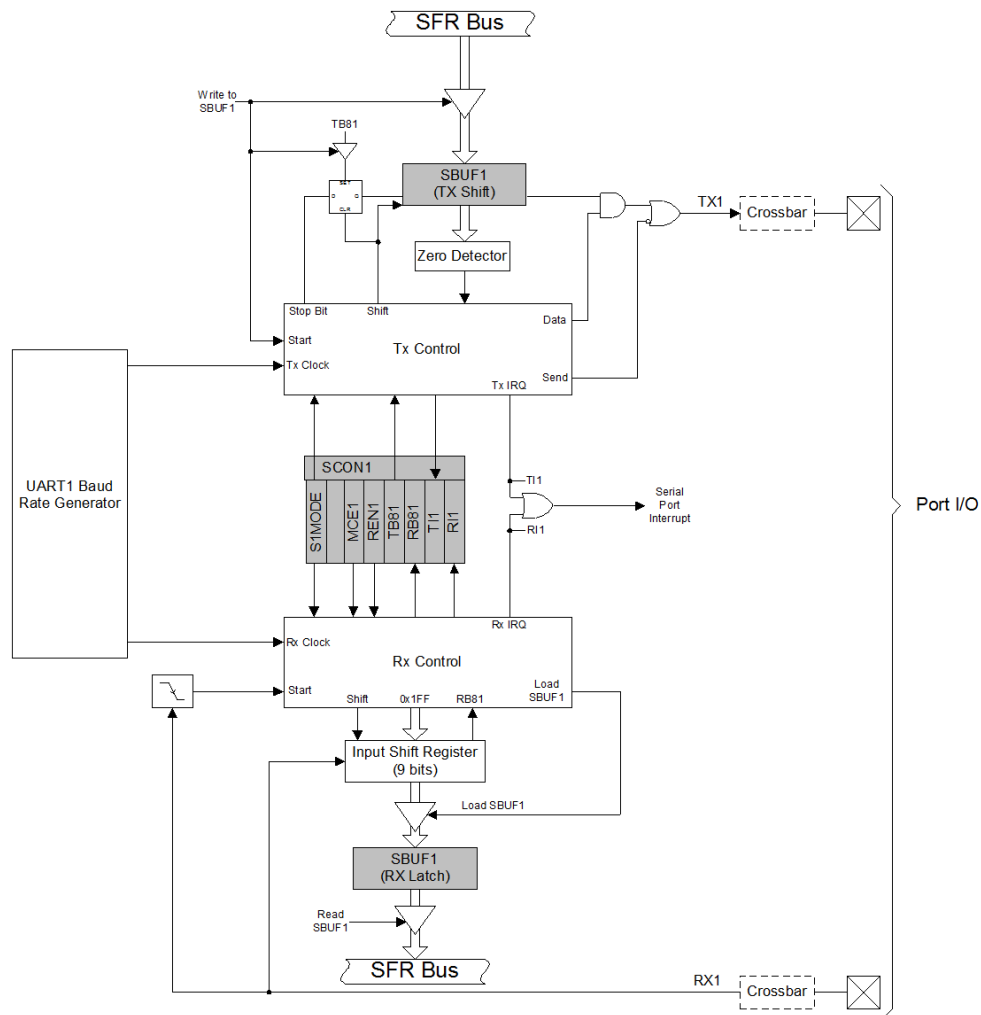 SFR Bus
Write to
SBUF1
TB81
SET
D
Q
CLR
SBUF1
(TX Shift)
TX1
Crossbar
Zero Detector
Stop Bit
Shift
Data
Start
Tx Control
Tx Clock
Send
Tx IRQ
UART1 Baud
Rate Generator
SCON1
S1MODE
MCE1
REN1
TB81
RB81
TI1
RI1
TI1
Serial
Port
Interrupt
RI1
Port I/O
Rx IRQ
Rx Clock
Rx Control
Start
Load
SBUF1
Shift
0x1FF
RB81
Input Shift Register
(9 bits)
Load SBUF1
SBUF1
(RX Latch)
Read
SBUF1
SFR Bus
RX1
Crossbar